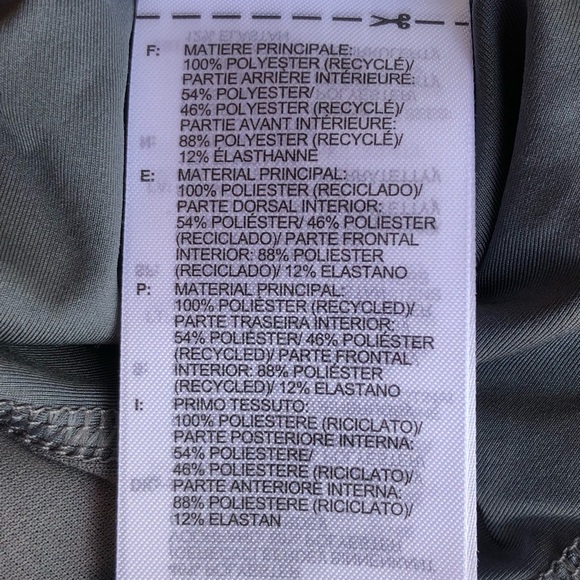 F: MATIERE PRINCIPALE:
100% POLYESTER (RECYCLÉ)/
PARTIE ARRIÈRE INTÉRIEURE:
54% POLYESTER/
46% POLYESTER (RECYCLÉ)/
PARTIE AVANT INTÉRIEURE:
88% POLYESTER (RECYCLÉ)/
12% ÉLASTHANNE
E: MATERIAL PRINCIPAL:
100% POLIESTER (RECICLADO)/
PARTE DORSAL INTERIOR:
54% POLIÉSTER/ 46% POLIESTER
(RECICLADO)/ PARTE FRONTAL
INTERIOR: 88% POLIESTER
(RECICLADO)/ 12% ELASTANO
P: MATERIAL PRINCIPAL:
100% POLIÉSTER (RECYCLED)/
PARTE TRASEIRA INTERIOR:
54% POLIÉSTER/ 46% POLIÉSTER
(RECYCLED)/ PARTE FRONTAL
INTERIOR: 88% POLIÉSTER
(RECYCLED)/ 12% ELASTANO
I: PRIMO TESSUTO:
100% POLIESTERE (RICICLATO)/
PARTE POSTERIORE INTERNA:
54% POLIESTERE/
46% POLIESTERE (RICICLATO)/
PARTE ANTERIORE INTERNA:
88% POLIESTERE (RICICLATO)/
12% ELASTAN